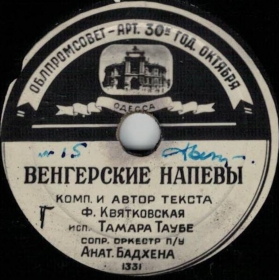 ОБЛПРОМСОВЕТ - АРТ. 30ое ГОД. ОКТЯБРЯ
ОДЕССА
№ 15
ВЕНГЕРСКИЕ НАПЕВЫ
КОМП. И АВТОР ТЕКСТА
Ф. КВЯТКОВСКАЯ
Г
ИСП. ТАМАРА ТАУБЕ
СОПР. ОРКЕСТР П/У
АНАТ. БАДХЕНА
1331